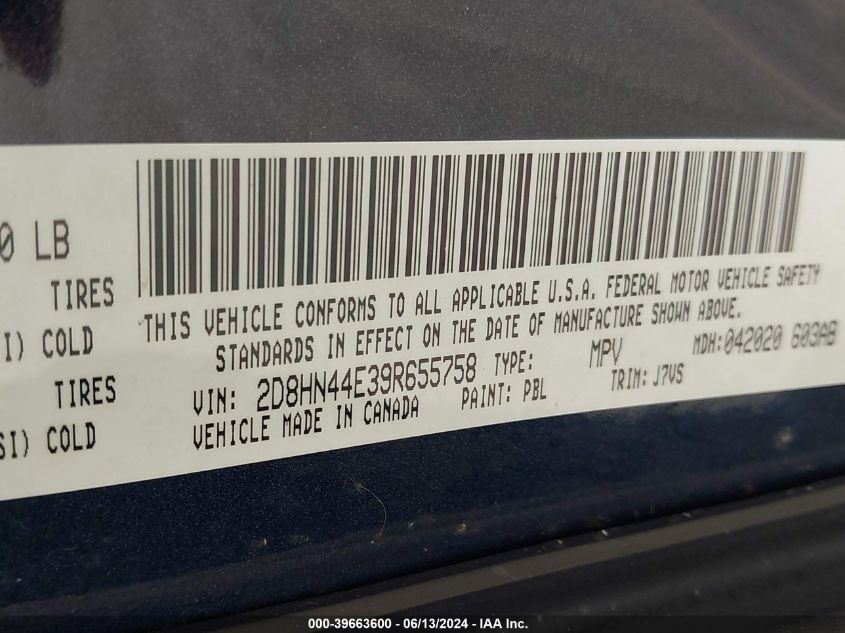 0 LB
TIRES
I) COLD
TIRES
SI) COLD
THIS VEHICLE CONFORMS TO ALL APPLICABLE U.S.A. FEDERAL MOTOR VEHICLE SAFETY
STANDARDS IN EFFECT ON THE DATE OF MANUFACTURE SHOWN ABOVE.
VIN: 2D8HN44E39R655758 TYPE: MPV MDH:042020 603AB
VEHICLE MADE IN CANADA PAINT: PBL TRIM: J7VS
000-39663600 - 06/13/2024 - IAA Inc.